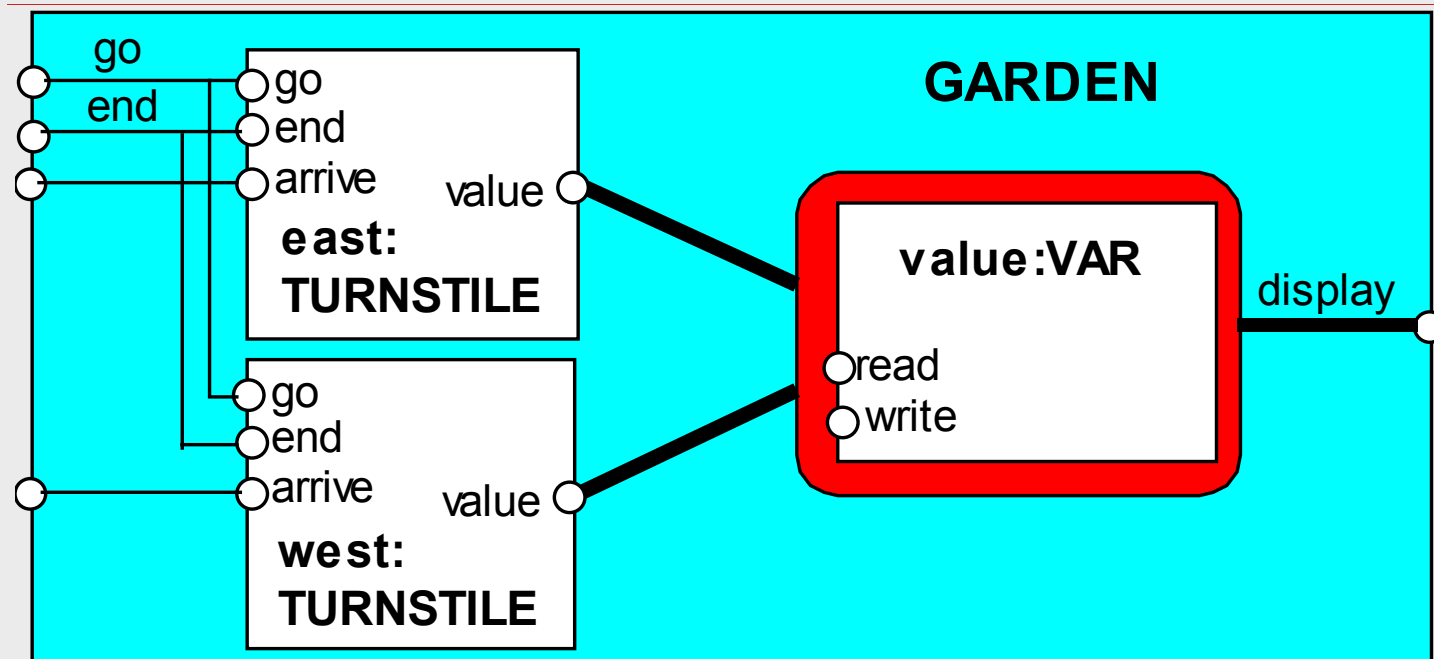 go
end
GARDEN
go
end
arrive
value
east:
TURNSTILE
value:VAR
read
write
display
go
end
arrive
value
west:
TURNSTILE